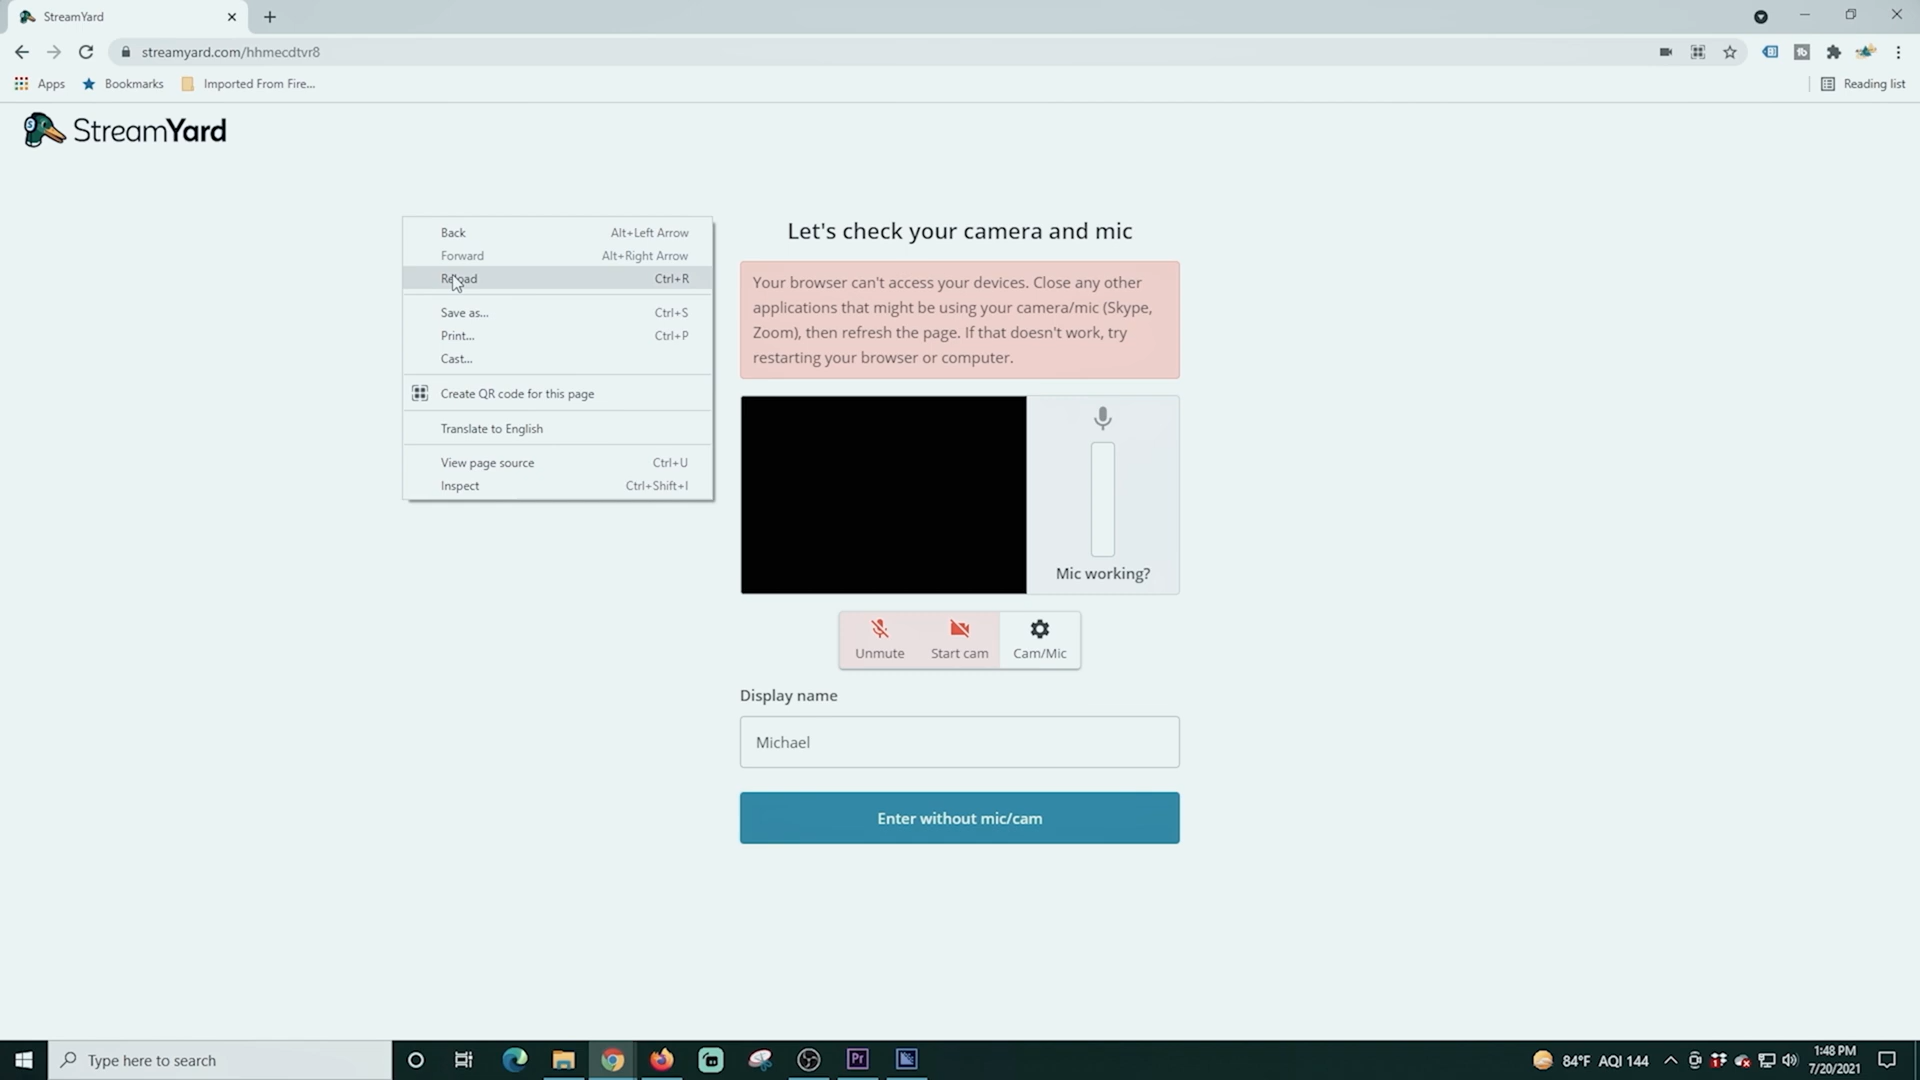 StreamYard
streamyard.com/hhmecdtvr8
Apps
Bookmarks
Imported From Fire...
Reading list
StreamYard
Back Alt+Left Arrow
Forward Alt+Right Arrow
Reload Ctrl+R
Save as... Ctrl+S
Print... Ctrl+P
Cast...
Create QR code for this page
Translate to English
View page source Ctrl+U
Inspect Ctrl+Shift+I
Let's check your camera and mic
Your browser can't access your devices. Close any other
applications that might be using your camera/mic (Skype,
Zoom), then refresh the page. If that doesn't work, try
restarting your browser or computer.
Mic working?
Unmute
Start cam
Cam/Mic
Display name
Michael
Enter without mic/cam
Type here to search
Pr
84°F AQI 144
1:48 PM
7/20/2021